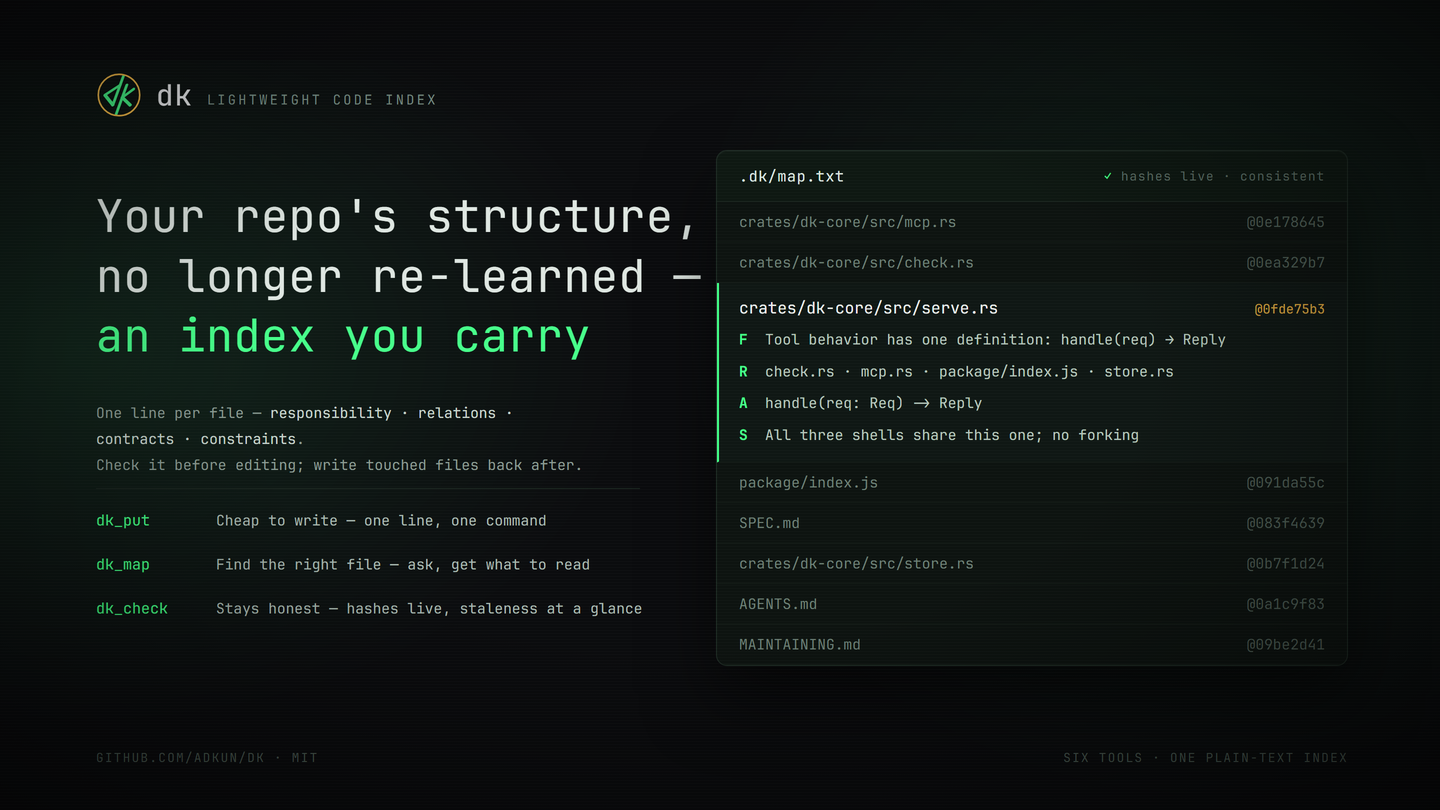 dk LIGHTWEIGHT CODE INDEX
Your repo's structure,
no longer re-learned —
an index you carry
One line per file — responsibility · relations ·
contracts · constraints.
Check it before editing; write touched files back after.
dk_put Cheap to write — one line, one command
dk_map Find the right file — ask, get what to read
dk_check Stays honest — hashes live, staleness at a glance
.dk/map.txt ✓ hashes live · consistent
crates/dk-core/src/mcp.rs @0e178645
crates/dk-core/src/check.rs @0ea329b7
crates/dk-core/src/serve.rs @0fde75b3
F Tool behavior has one definition: handle(req) → Reply
R check.rs · mcp.rs · package/index.js · store.rs
A handle(req: Req) ⟶ Reply
S All three shells share this one; no forking
package/index.js @091da55c
SPEC.md @083f4639
crates/dk-core/src/store.rs @0b7f1d24
AGENTS.md @0a1c9f83
MAINTAINING.md @09be2d41
GITHUB.COM/ADKUN/DK · MIT
SIX TOOLS · ONE PLAIN-TEXT INDEX